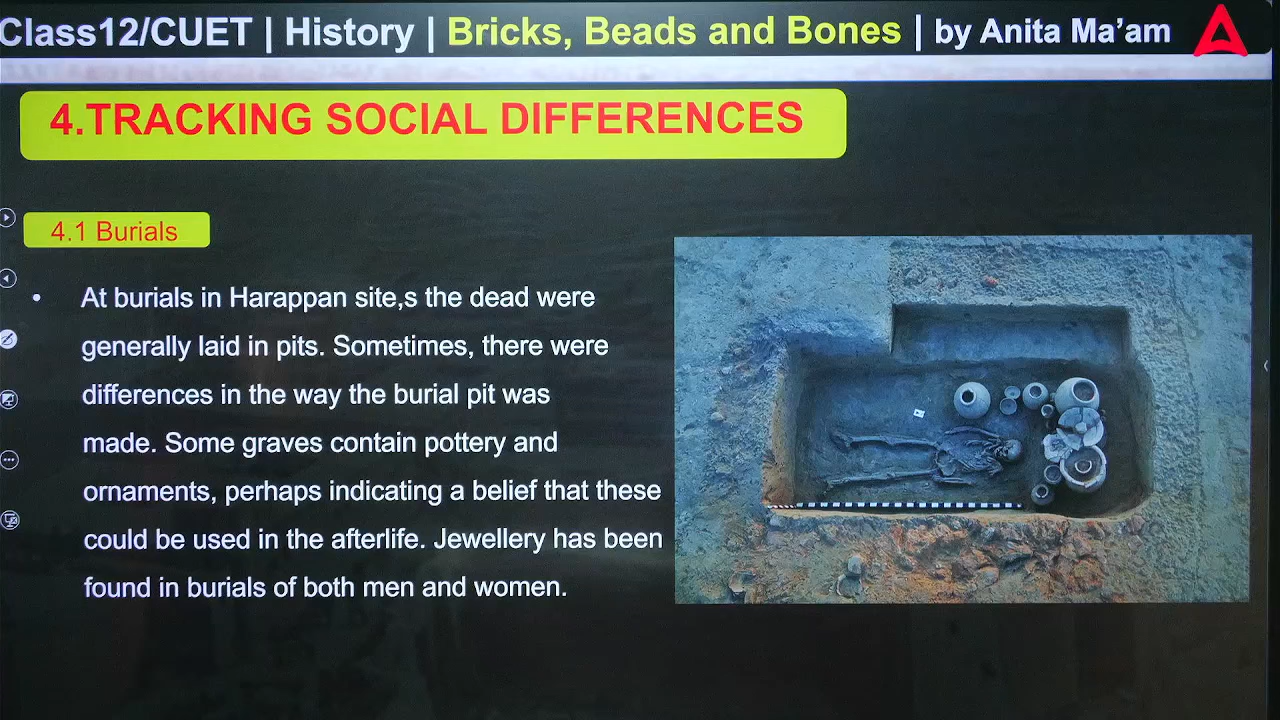 Class12/CUET | History | Bricks, Beads and Bones | by Anita Ma’am
4.TRACKING SOCIAL DIFFERENCES
4.1 Burials
• At burials in Harappan site,s the dead were
generally laid in pits. Sometimes, there were
differences in the way the burial pit was
made. Some graves contain pottery and
ornaments, perhaps indicating a belief that these
could be used in the afterlife. Jewellery has been
found in burials of both men and women.